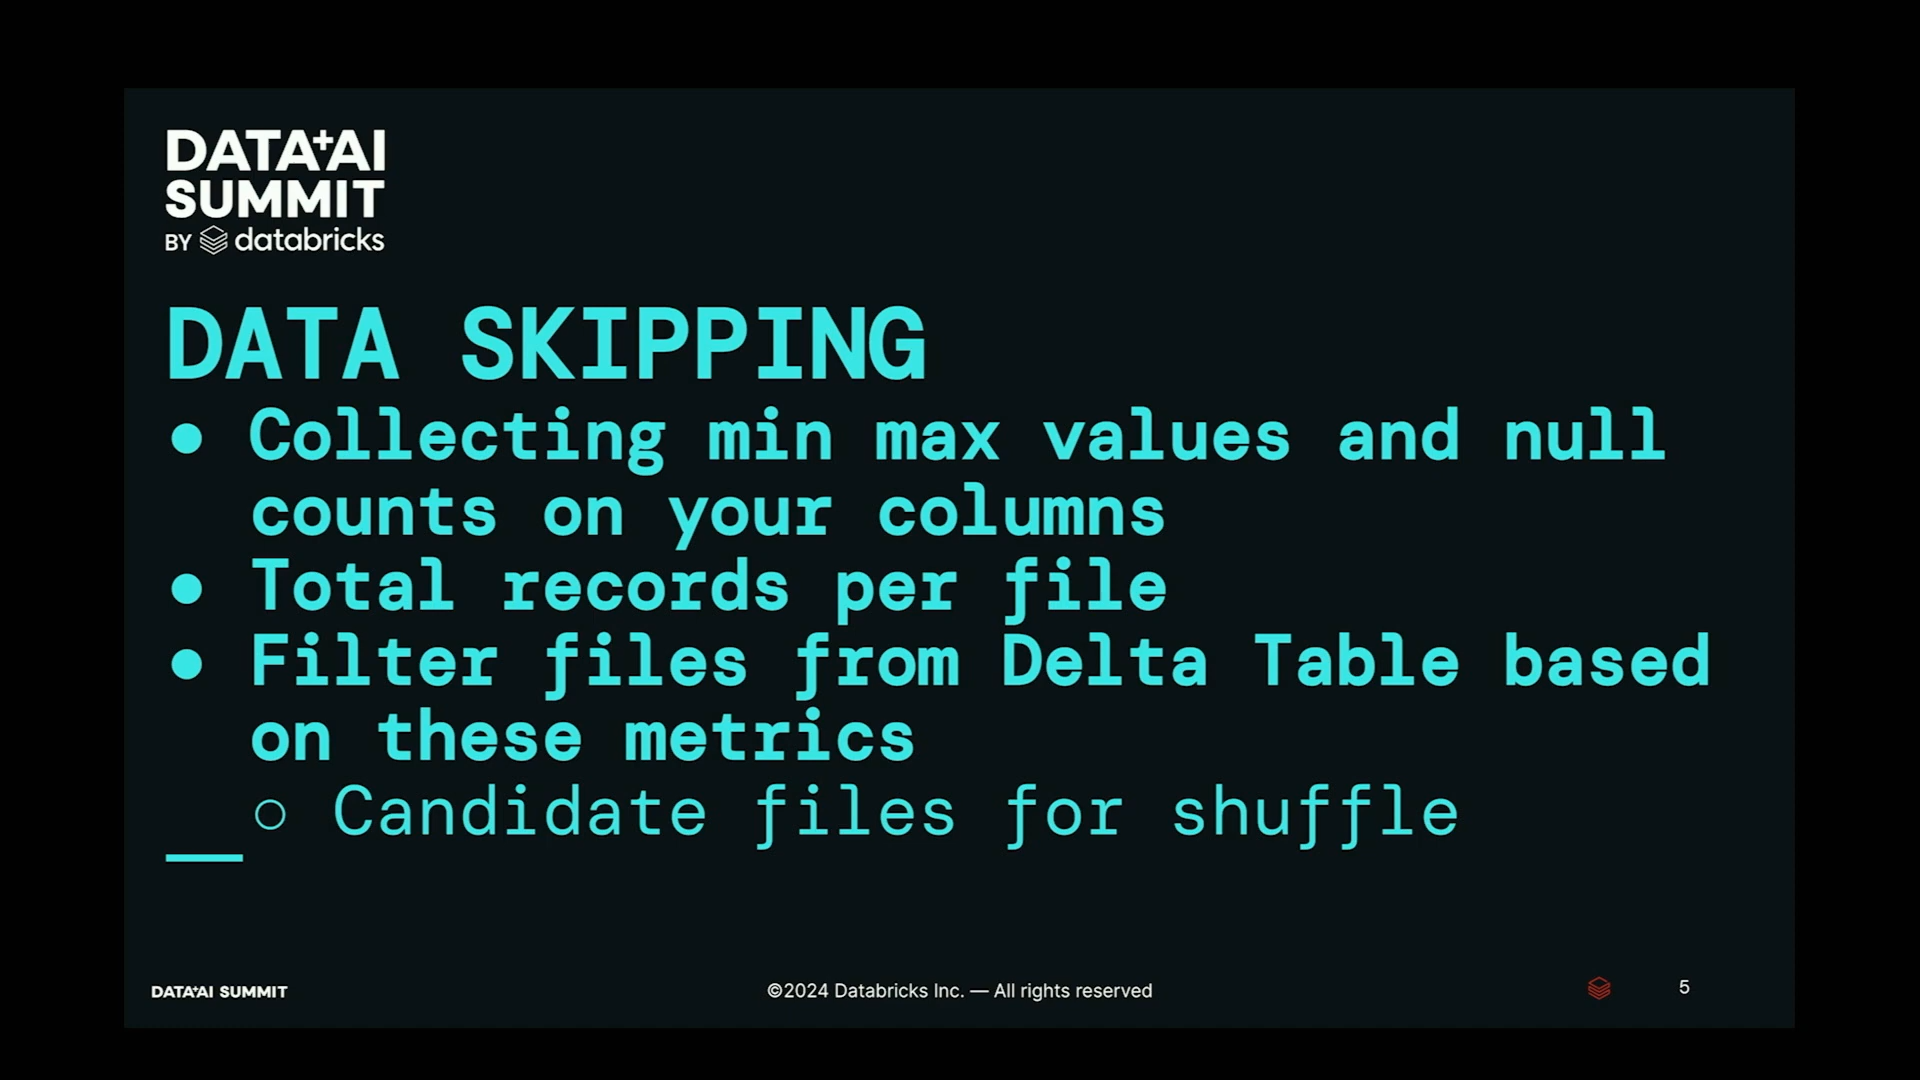 DATA+AI
SUMMIT
BY databricks
DATA SKIPPING
● Collecting min max values and null
counts on your columns
● Total records per file
● Filter files from Delta Table based
on these metrics
○ Candidate files for shuffle
DATA+AI SUMMIT
©2024 Databricks Inc. — All rights reserved
5